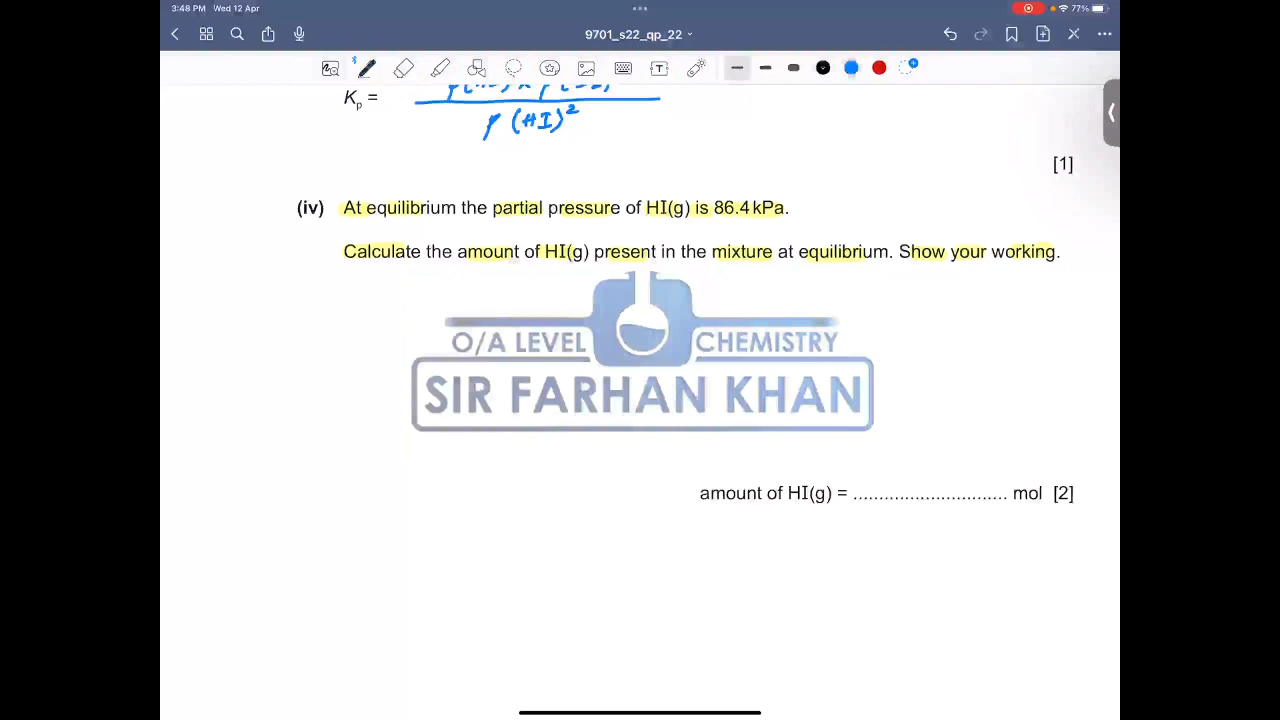 3:48 PM Wed 12 Apr
77%
9701_s22_qp_22
Kp =
p (HI)²
[1]
(iv) At equilibrium the partial pressure of HI(g) is 86.4 kPa.
Calculate the amount of HI(g) present in the mixture at equilibrium. Show your working.
O/A LEVEL CHEMISTRY
SIR FARHAN KHAN
amount of HI(g) = .............................. mol [2]